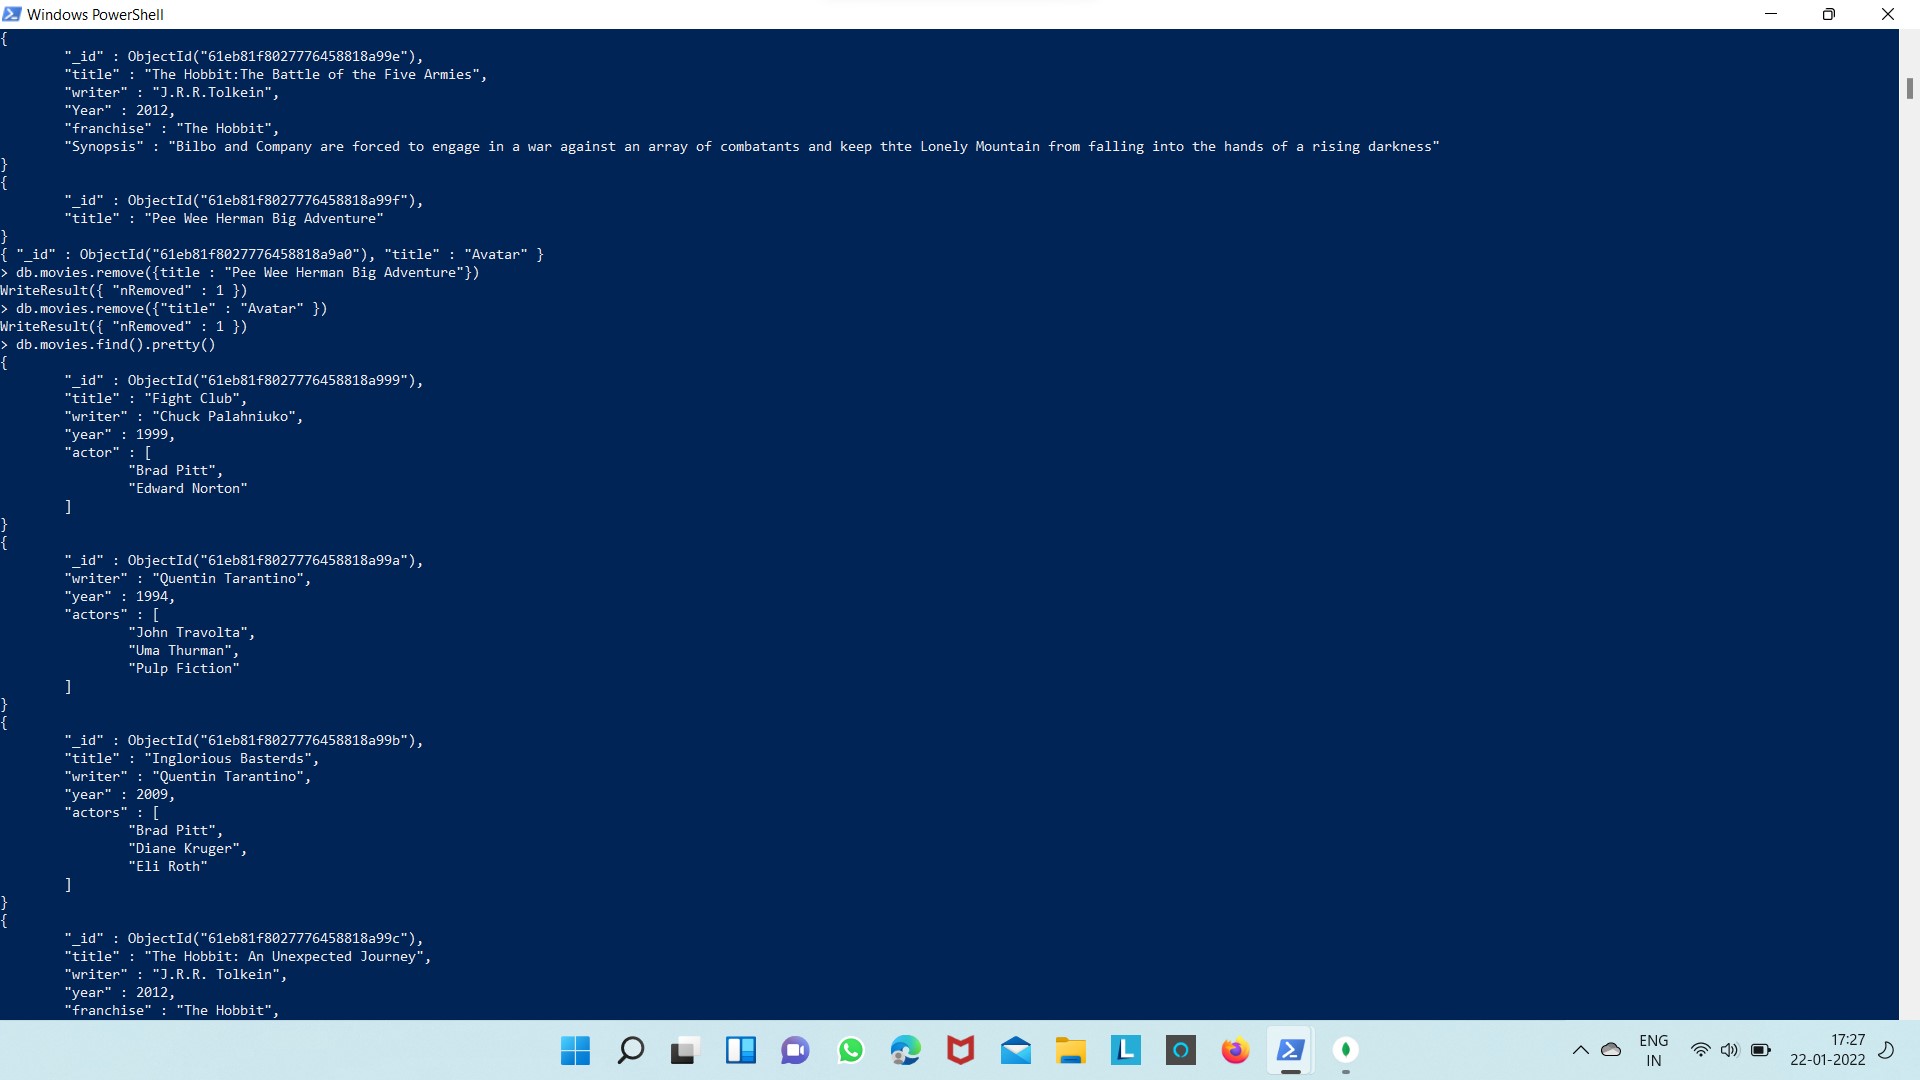 Windows PowerShell
{
"_id" : ObjectId("61eb81f8027776458818a99e"),
"title" : "The Hobbit:The Battle of the Five Armies",
"writer" : "J.R.R.Tolkein",
"Year" : 2012,
"franchise" : "The Hobbit",
"Synopsis" : "Bilbo and Company are forced to engage in a war against an array of combatants and keep thte Lonely Mountain from falling into the hands of a rising darkness"
}
{
"_id" : ObjectId("61eb81f8027776458818a99f"),
"title" : "Pee Wee Herman Big Adventure"
}
{ "_id" : ObjectId("61eb81f8027776458818a9a0"), "title" : "Avatar" }
> db.movies.remove({title : "Pee Wee Herman Big Adventure"})
WriteResult({ "nRemoved" : 1 })
> db.movies.remove({"title" : "Avatar" })
WriteResult({ "nRemoved" : 1 })
> db.movies.find().pretty()
{
"_id" : ObjectId("61eb81f8027776458818a999"),
"title" : "Fight Club",
"writer" : "Chuck Palahniuko",
"year" : 1999,
"actor" : [
"Brad Pitt",
"Edward Norton"
]
}
{
"_id" : ObjectId("61eb81f8027776458818a99a"),
"writer" : "Quentin Tarantino",
"year" : 1994,
"actors" : [
"John Travolta",
"Uma Thurman",
"Pulp Fiction"
]
}
{
"_id" : ObjectId("61eb81f8027776458818a99b"),
"title" : "Inglorious Basterds",
"writer" : "Quentin Tarantino",
"year" : 2009,
"actors" : [
"Brad Pitt",
"Diane Kruger",
"Eli Roth"
]
}
{
"_id" : ObjectId("61eb81f8027776458818a99c"),
"title" : "The Hobbit: An Unexpected Journey",
"writer" : "J.R.R. Tolkein",
"year" : 2012,
"franchise" : "The Hobbit",
L
ENG
IN
17:27
22-01-2022